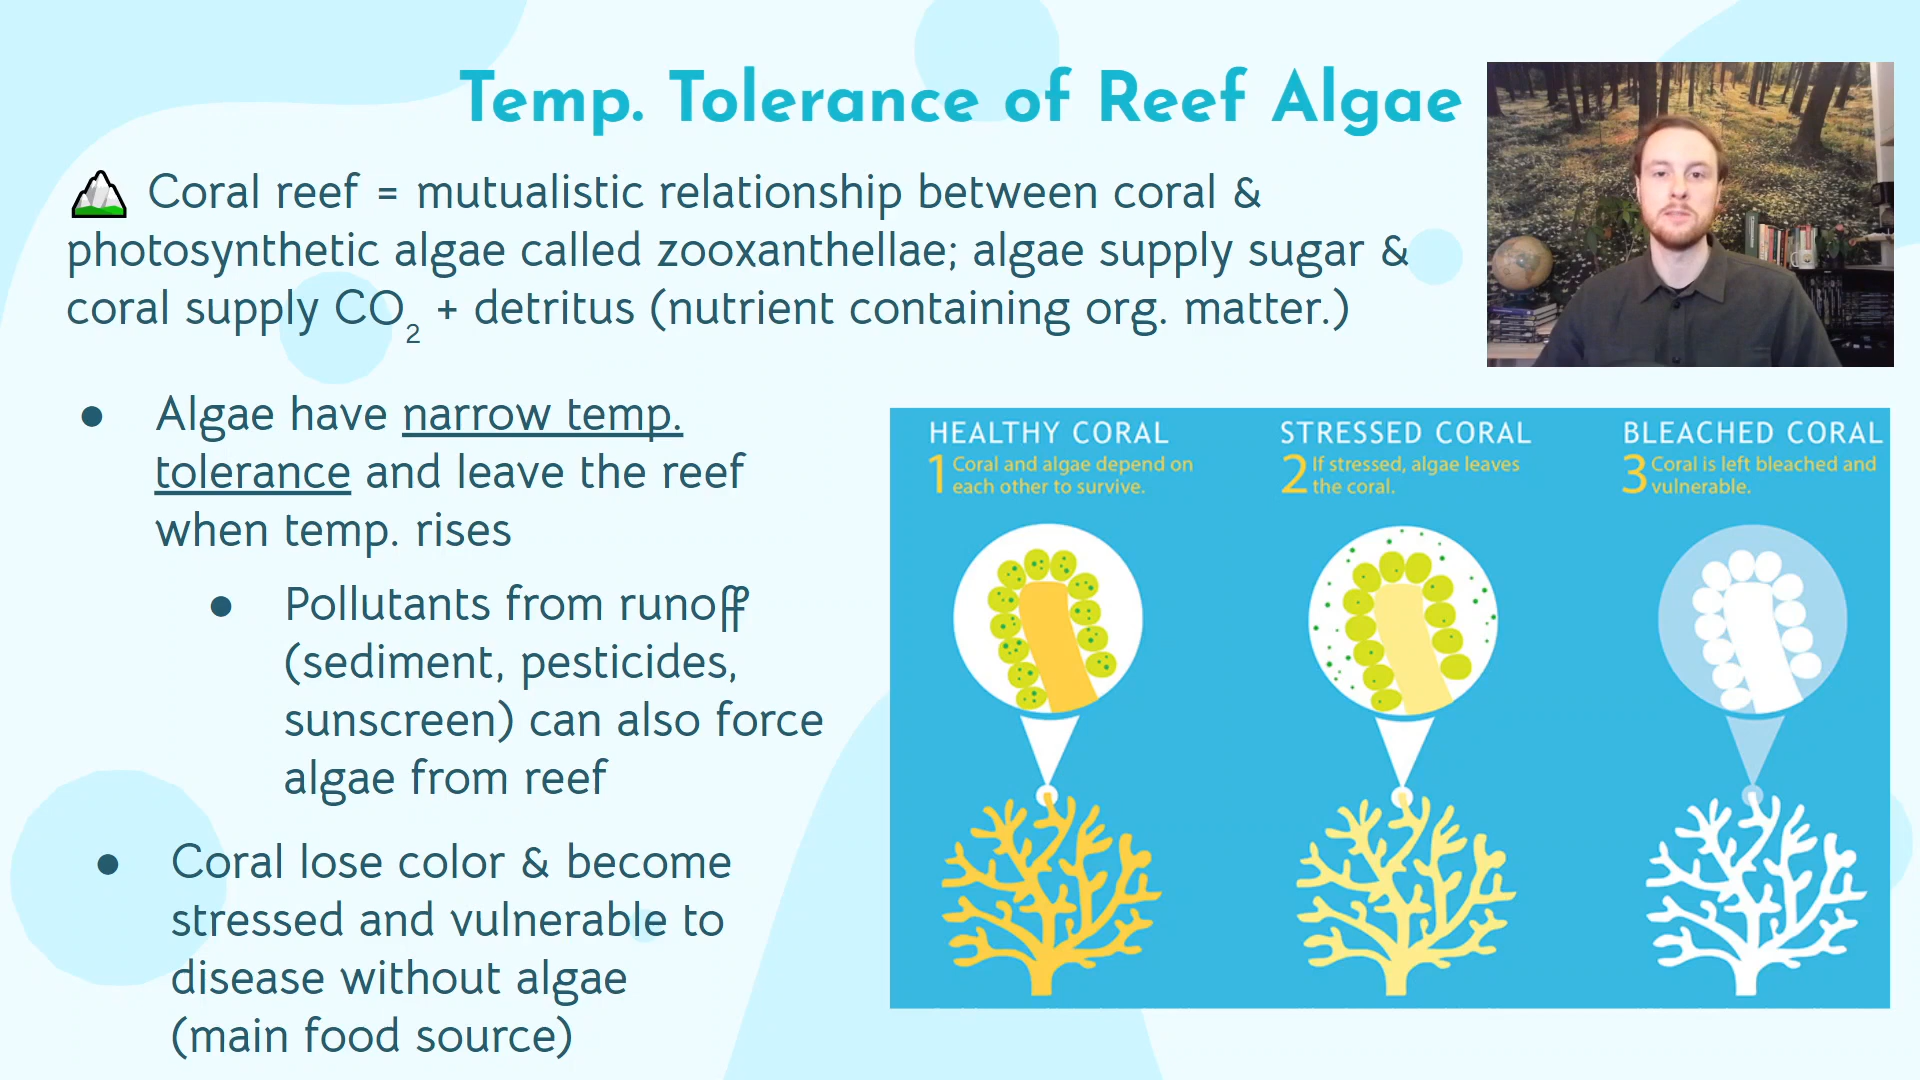 Temp. Tolerance of Reef Algae
Coral reef = mutualistic relationship between coral &
photosynthetic algae called zooxanthellae; algae supply sugar &
coral supply CO₂ + detritus (nutrient containing org. matter.)
● Algae have narrow temp.
tolerance and leave the reef
when temp. rises
● Pollutants from runoff
(sediment, pesticides,
sunscreen) can also force
algae from reef
● Coral lose color & become
stressed and vulnerable to
disease without algae
(main food source)
HEALTHY CORAL
1 Coral and algae depend on
each other to survive.
STRESSED CORAL
2 If stressed, algae leaves
the coral.
BLEACHED CORAL
3 Coral is left bleached and
vulnerable.